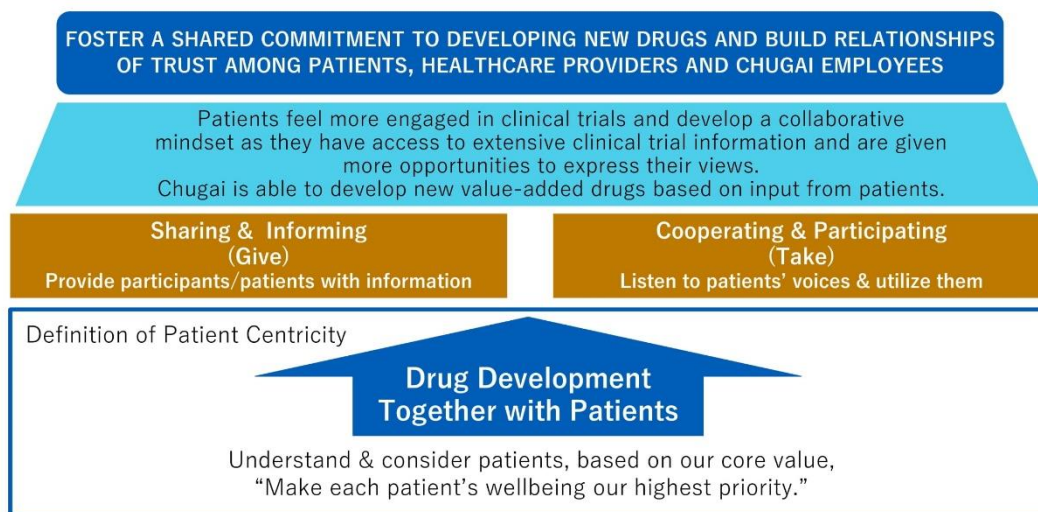 FOSTER A SHARED COMMITMENT TO DEVELOPING NEW DRUGS AND BUILD RELATIONSHIPS
OF TRUST AMONG PATIENTS, HEALTHCARE PROVIDERS AND CHUGAI EMPLOYEES
Patients feel more engaged in clinical trials and develop a collaborative
mindset as they have access to extensive clinical trial information and are given
more opportunities to express their views.
Chugai is able to develop new value-added drugs based on input from patients.
Sharing & Informing
(Give)
Provide participants/patients with information
Cooperating & Participating
(Take)
Listen to patients’ voices & utilize them
Definition of Patient Centricity
Drug Development
Together with Patients
Understand & consider patients, based on our core value,
“Make each patient’s wellbeing our highest priority.”